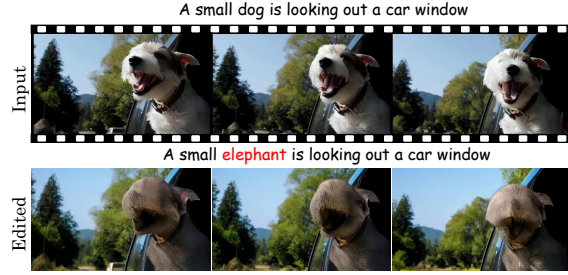 A small dog is looking out a car window
Input
A small elephant is looking out a car window
Edited